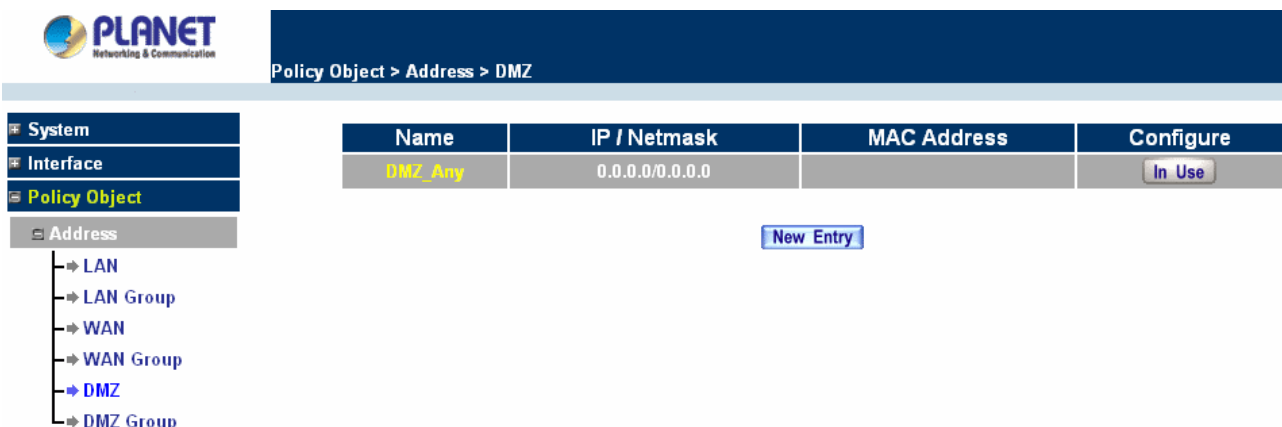 PLANET
Networking & Communication
Policy Object > Address > DMZ
System
Interface
Policy Object
Address
LAN
LAN Group
WAN
WAN Group
DMZ
DMZ Group
Name IP / Netmask MAC Address Configure
DMZ_Any 0.0.0.0/0.0.0.0 In Use
New Entry